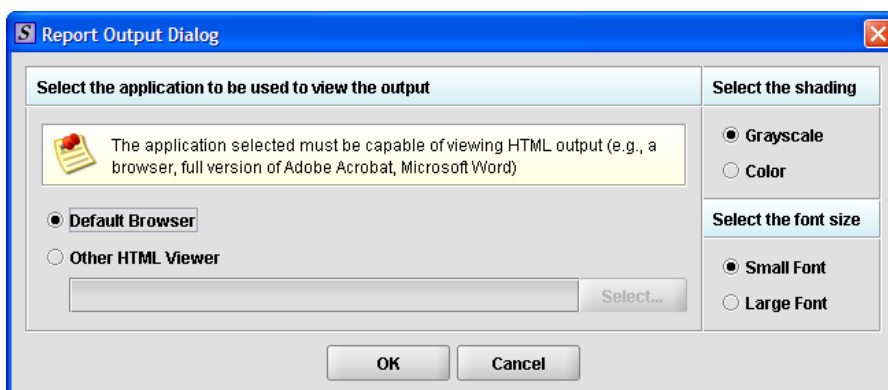 S Report Output Dialog
Select the application to be used to view the output
The application selected must be capable of viewing HTML output (e.g., a
browser, full version of Adobe Acrobat, Microsoft Word)
Default Browser
Other HTML Viewer
Select...
Select the shading
Grayscale
Color
Select the font size
Small Font
Large Font
OK
Cancel